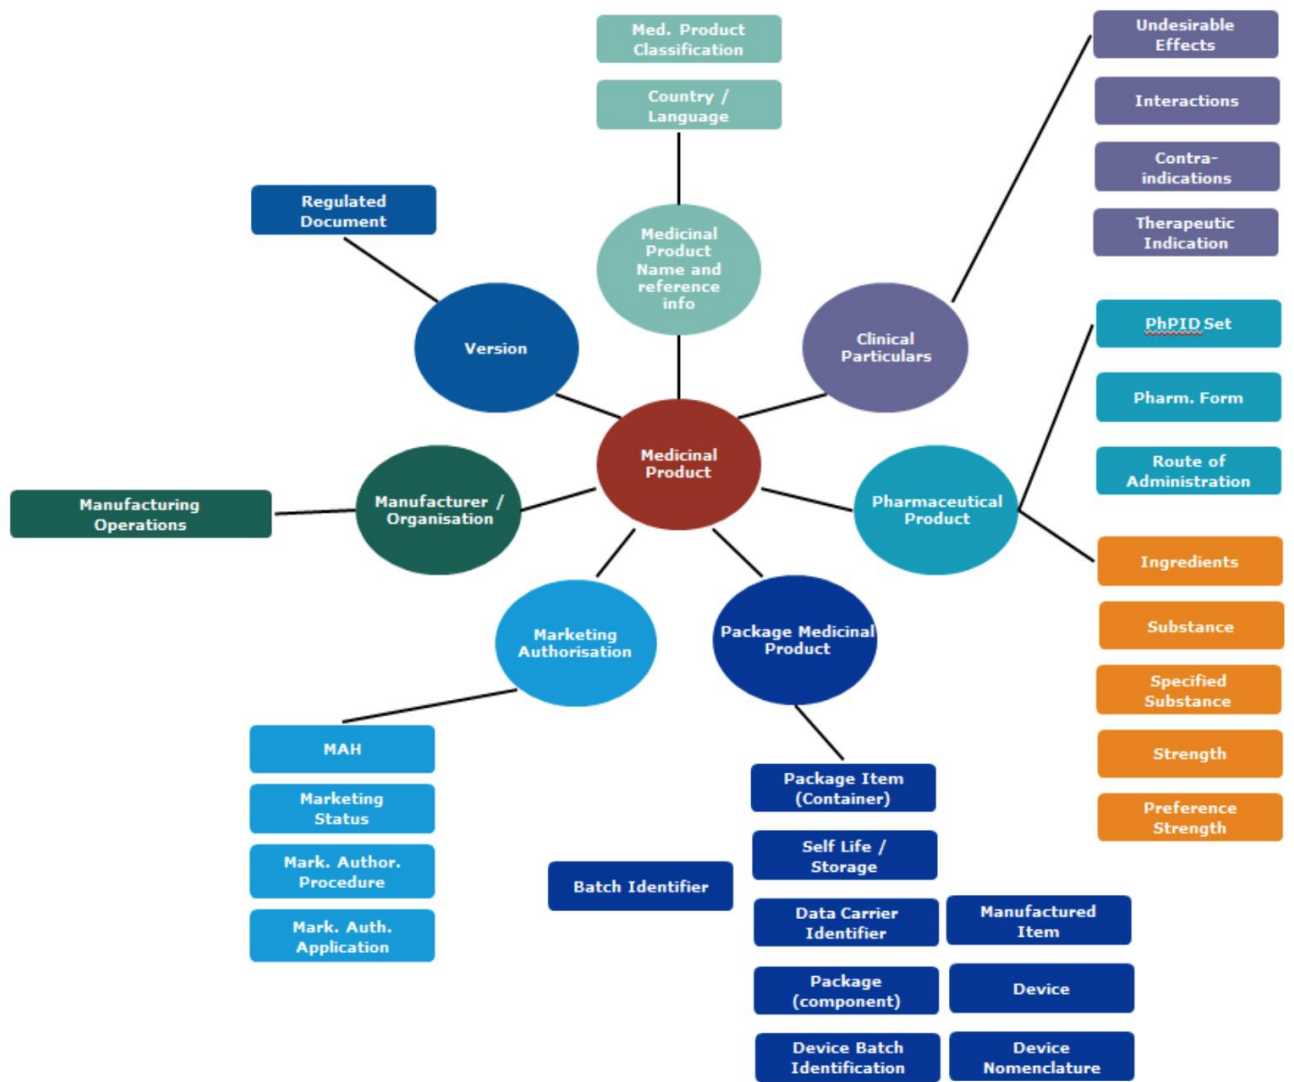 Med. Product
Classification
Country /
Language
Undesirable
Effects
Interactions
Contra-
indications
Therapeutic
Indication
Regulated
Document
Medicinal
Product
Name and
reference
info
Version
Clinical
Particulars
PhPID Set
Pharm. Form
Route of
Administration
Medicinal
Product
Manufacturing
Operations
Manufacturer /
Organisation
Pharmaceutical
Product
Ingredients
Substance
Specified
Substance
Strength
Preference
Strength
Marketing
Authorisation
Package Medicinal
Product
MAH
Marketing
Status
Mark. Author.
Procedure
Mark. Auth.
Application
Package Item
(Container)
Self Life /
Storage
Batch Identifier
Data Carrier
Identifier
Manufactured
Item
Package
(component)
Device
Device Batch
Identification
Device
Nomenclature